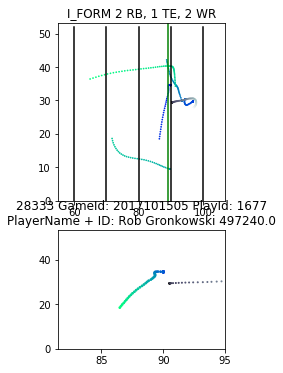 I_FORM 2 RB, 1 TE, 2 WR
50
40
30
20
10
0
60 80 100
28333 GameId: 2017101505 PlayId: 1677
PlayerName + ID: Rob Gronkowski 497240.0
40
20
0
85 90 95